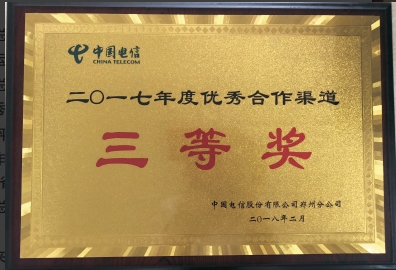 中国电信
CHINA TELECOM
二〇一七年度优秀合作渠道
三等奖
中国电信股份有限公司郑州分公司
二〇一八年二月